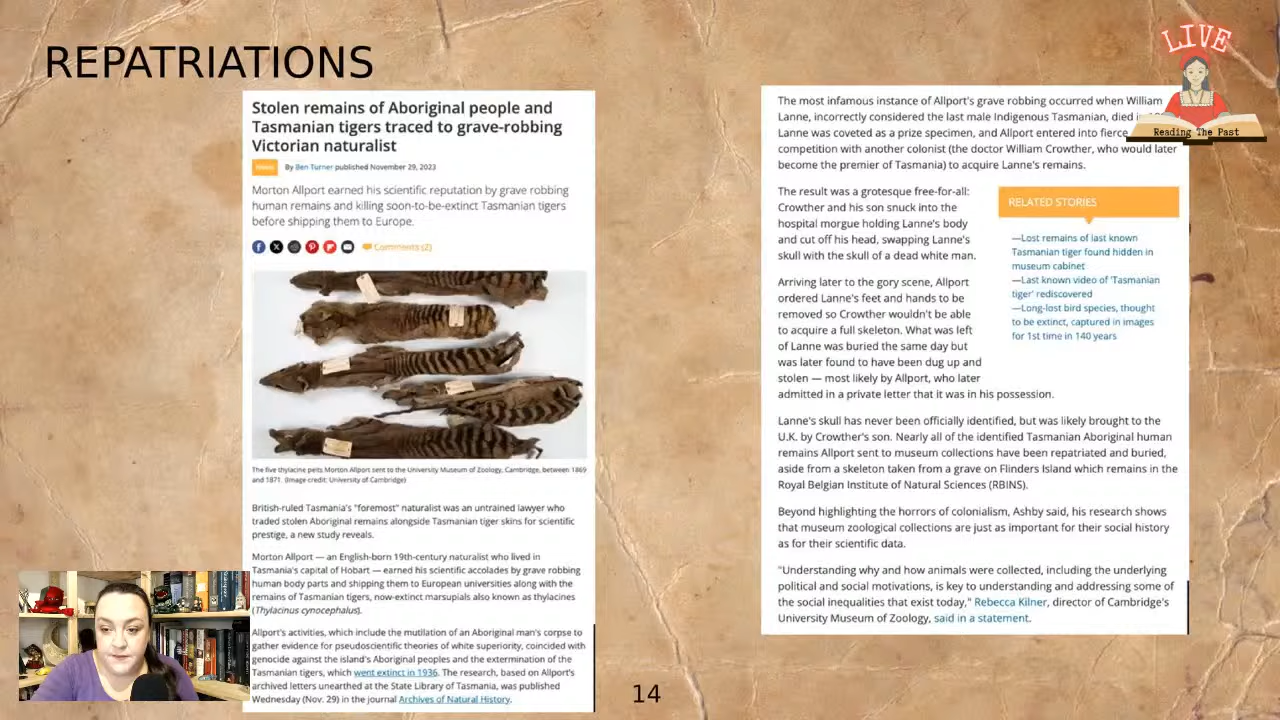 REPATRIATIONS
LIVE
Reading The Past
Stolen remains of Aboriginal people and
Tasmanian tigers traced to grave-robbing
Victorian naturalist
News
By Ben Turner published November 29, 2023
Morton Allport earned his scientific reputation by grave robbing
human remains and killing soon-to-be-extinct Tasmanian tigers
before shipping them to Europe.
Comments (2)
The five thylacine pelts Morton Allport sent to the University Museum of Zoology, Cambridge, between 1869
and 1871. (Image credit: University of Cambridge)
British-ruled Tasmania's "foremost" naturalist was an untrained lawyer who
traded stolen Aboriginal remains alongside Tasmanian tiger skins for scientific
prestige, a new study reveals.
Morton Allport — an English-born 19th-century naturalist who lived in
Tasmania's capital of Hobart — earned his scientific accolades by grave robbing
human body parts and shipping them to European universities along with the
remains of Tasmanian tigers, now-extinct marsupials also known as thylacines
(Thylacinus cynocephalus).
Allport's activities, which include the mutilation of an Aboriginal man's corpse to
gather evidence for pseudoscientific theories of white superiority, coincided with
genocide against the island's Aboriginal peoples and the extermination of the
Tasmanian tigers, which went extinct in 1936. The research, based on Allport's
archived letters unearthed at the State Library of Tasmania, was published
Wednesday (Nov. 29) in the journal Archives of Natural History.
The most infamous instance of Allport's grave robbing occurred when William
Lanne, incorrectly considered the last male Indigenous Tasmanian, died in
Lanne was coveted as a prize specimen, and Allport entered into fierce
competition with another colonist (the doctor William Crowther, who would later
become the premier of Tasmania) to acquire Lanne's remains.
The result was a grotesque free-for-all:
Crowther and his son snuck into the
hospital morgue holding Lanne's body
and cut off his head, swapping Lanne's
skull with the skull of a dead white man.
Arriving later to the gory scene, Allport
ordered Lanne's feet and hands to be
removed so Crowther wouldn't be able
to acquire a full skeleton. What was left
of Lanne was buried the same day but
was later found to have been dug up and
stolen — most likely by Allport, who later
admitted in a private letter that it was in his possession.
RELATED STORIES
—Lost remains of last known
Tasmanian tiger found hidden in
museum cabinet
—Last known video of 'Tasmanian
tiger' rediscovered
—Long-lost bird species, thought
to be extinct, captured in images
for 1st time in 140 years
Lanne's skull has never been officially identified, but was likely brought to the
U.K. by Crowther's son. Nearly all of the identified Tasmanian Aboriginal human
remains Allport sent to museum collections have been repatriated and buried,
aside from a skeleton taken from a grave on Flinders Island which remains in the
Royal Belgian Institute of Natural Sciences (RBINS).
Beyond highlighting the horrors of colonialism, Ashby said, his research shows
that museum zoological collections are just as important for their social history
as for their scientific data.
"Understanding why and how animals were collected, including the underlying
political and social motivations, is key to understanding and addressing some of
the social inequalities that exist today," Rebecca Kilner, director of Cambridge's
University Museum of Zoology, said in a statement.
14